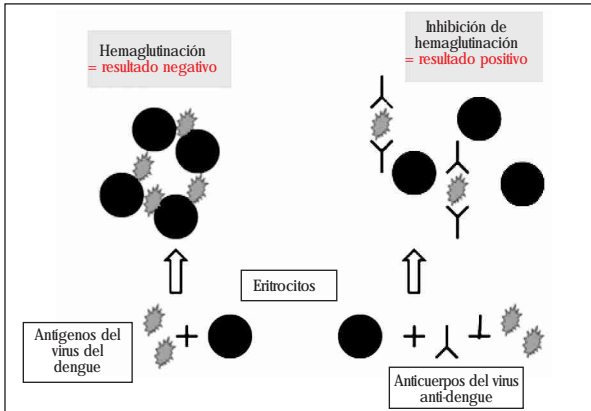 Hemaglutinación
= resultado negativo
Inhibición de
hemaglutinación
= resultado positivo
Eritrocitos
Antígenos del
virus del
dengue
Anticuerpos del virus
anti-dengue